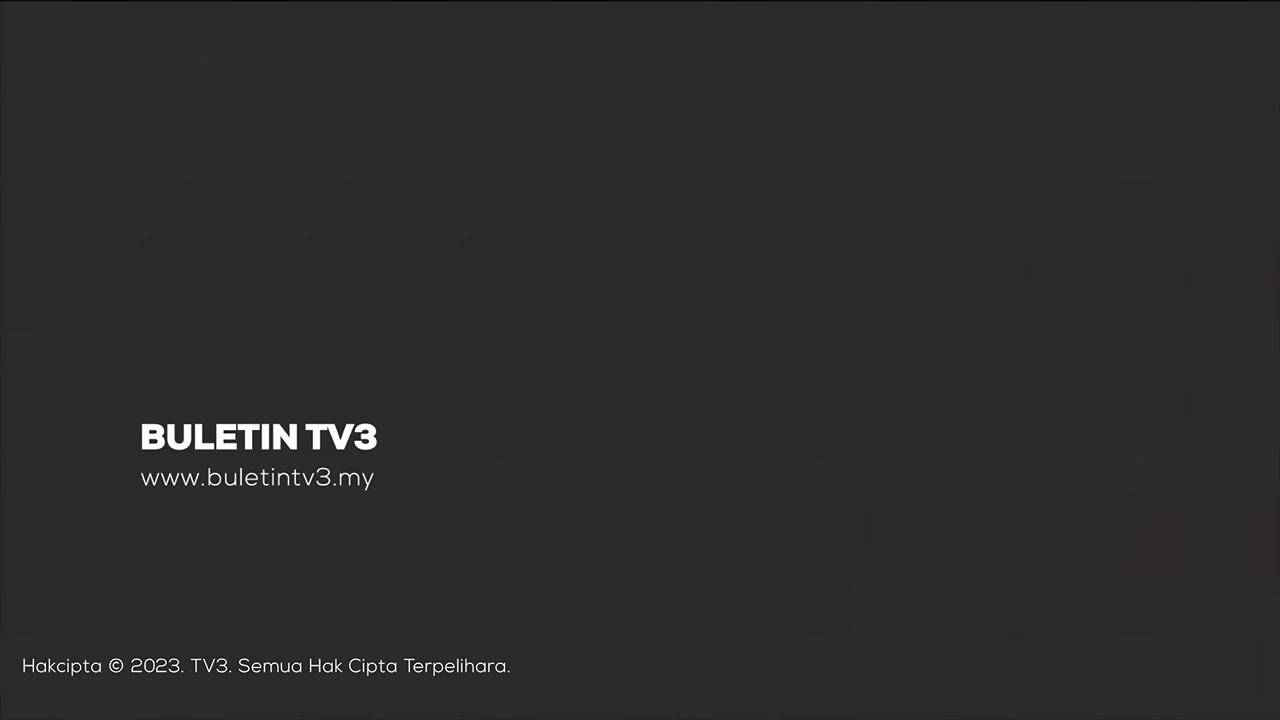 BULETIN TV3
www.buletintv3.my
Hakcipta © 2023. TV3. Semua Hak Cipta Terpelihara.